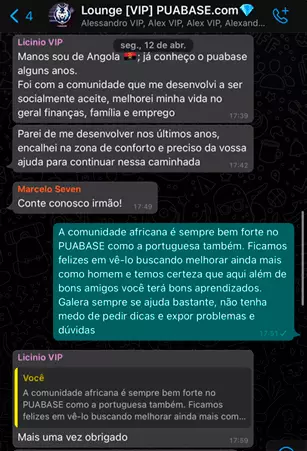 4
Lounge [VIP] PUABASE.com💎
Alessandro VIP, Alex VIP, Alex VIP, Alexand...
Licinio VIP
seg., 12 de abr.
Manos sou de Angola 🇦🇴; já conheço o puabase
alguns anos.
Foi com a comunidade que me desenvolvi a ser
socialmente aceite, melhorei minha vida no
geral finanças, família e emprego
17:39
Parei de me desenvolver nos últimos anos,
encalhei na zona de conforto e preciso da vossa
ajuda para continuar nessa caminhada
17:42
Marcelo Seven
Conte conosco irmão!
17:49
A comunidade africana é sempre bem forte no
PUABASE como a portuguesa também. Ficamos
felizes em vê-lo buscando melhorar ainda mais
como homem e temos certeza que aqui além de
bons amigos você terá bons aprendizados.
Galera sempre se ajuda bastante, não tenha
medo de pedir dicas e expor problemas e
dúvidas
17:51
Licinio VIP
Você
A comunidade africana é sempre bem forte no
PUABASE como a portuguesa também. Ficamos
felizes em vê-lo buscando melhorar ainda mais com...
Mais uma vez obrigado
17:59